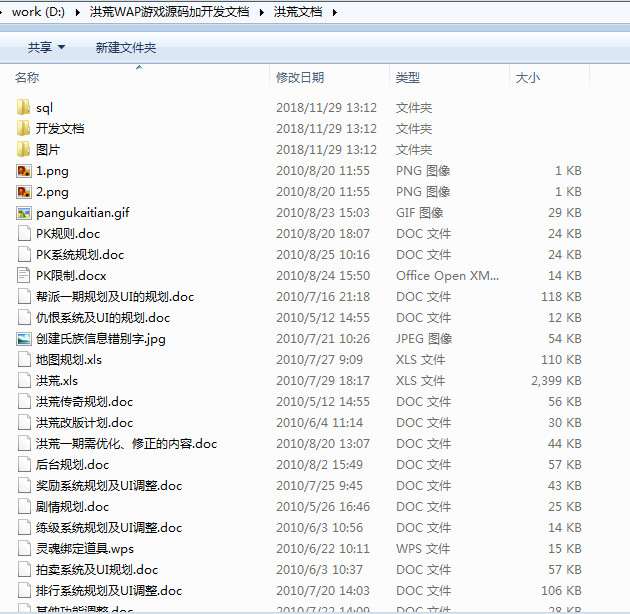 work (D:) 洪荒WAP游戏源码加开发文档 洪荒文档
共享 新建文件夹
名称 修改日期 类型 大小
sql 2018/11/29 13:12 文件夹
开发文档 2018/11/29 13:12 文件夹
图片 2018/11/29 13:12 文件夹
1.png 2010/8/20 11:55 PNG 图像 1 KB
2.png 2010/8/20 11:55 PNG 图像 1 KB
pangukaitian.gif 2010/8/23 15:03 GIF 图像 29 KB
PK规则.doc 2010/8/20 18:07 DOC 文件 24 KB
PK系统规划.doc 2010/8/25 10:16 DOC 文件 24 KB
PK限制.docx 2010/8/24 15:50 Office Open XM... 14 KB
帮派一期规划及UI的规划.doc 2010/7/16 21:18 DOC 文件 118 KB
仇恨系统及UI的规划.doc 2010/5/12 14:55 DOC 文件 12 KB
创建氏族信息错别字.jpg 2010/7/21 10:26 JPEG 图像 54 KB
地图规划.xls 2010/7/27 9:09 XLS 文件 110 KB
洪荒.xls 2010/7/29 18:17 XLS 文件 2,399 KB
洪荒传奇规划.doc 2010/5/12 14:55 DOC 文件 56 KB
洪荒改版计划.doc 2010/6/4 11:14 DOC 文件 30 KB
洪荒一期需优化、修正的内容.doc 2010/8/20 13:07 DOC 文件 44 KB
后台规划.doc 2010/8/2 15:49 DOC 文件 57 KB
奖励系统规划及UI调整.doc 2010/7/25 9:45 DOC 文件 43 KB
剧情规划.doc 2010/5/26 16:46 DOC 文件 25 KB
练级系统规划及UI调整.doc 2010/6/3 10:56 DOC 文件 14 KB
灵魂绑定道具.wps 2010/6/22 10:11 WPS 文件 15 KB
拍卖系统及UI规划.doc 2010/6/3 10:37 DOC 文件 57 KB
排行系统规划及UI调整.doc 2010/7/20 14:03 DOC 文件 106 KB
其他功能调整.doc 2010/7/22 14:09 DOC 文件 28 KB